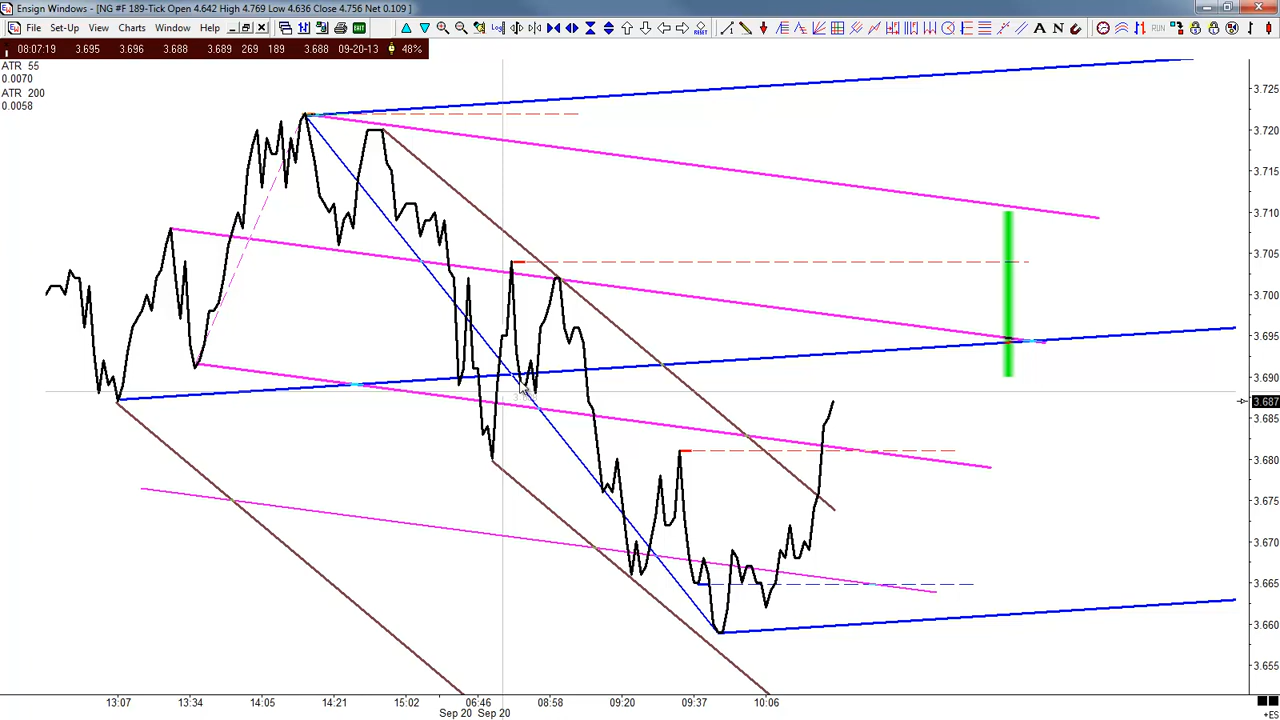 Ensign Windows - [NG #F 189-Tick Open 4.642 High 4.769 Low 4.636 Close 4.756 Net 0.109 ]
File Set-Up View Charts Window Help
Log RESET EXIT A N RUN
08:07:19 3.695 3.696 3.688 3.689 269 189 3.688 09-20-13 48%
ATR 55
0.0070
ATR 200
0.0058
3.725
3.720
3.715
3.710
3.705
3.700
3.695
3.690
3.687
3.685
3.680
3.675
3.670
3.665
3.660
3.655
13:07 13:34 14:05 14:21 15:02 06:46 08:58 09:20 09:37 10:06
Sep 20 Sep 20
+ES